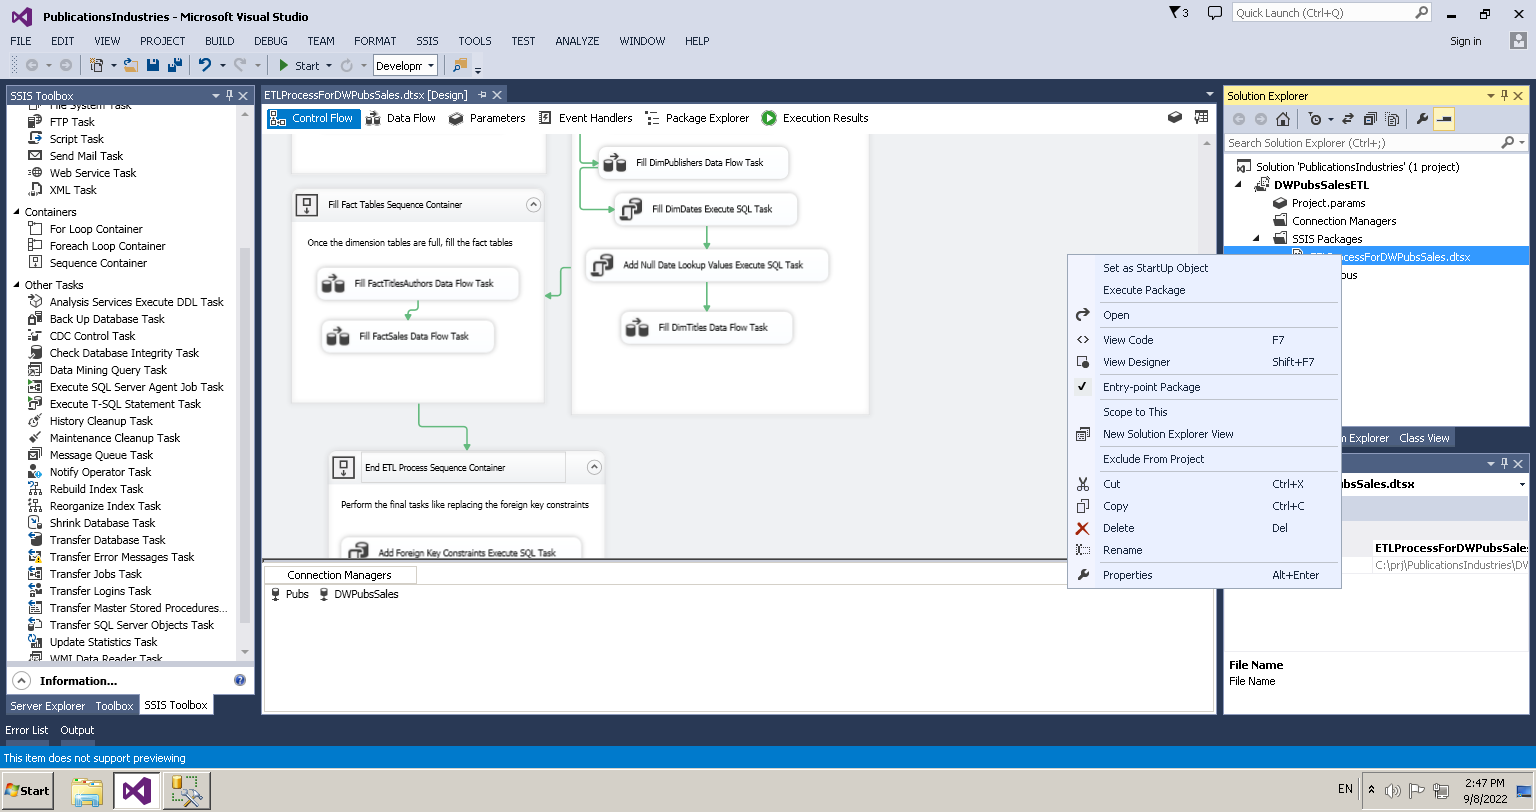 PublicationsIndustries - Microsoft Visual Studio
3
Quick Launch (Ctrl+Q)
FILE EDIT VIEW PROJECT BUILD DEBUG TEAM FORMAT SSIS TOOLS TEST ANALYZE WINDOW HELP
Sign in
Start
Developm
SSIS Toolbox
File System Task
FTP Task
Script Task
Send Mail Task
Web Service Task
XML Task
Containers
For Loop Container
Foreach Loop Container
Sequence Container
Other Tasks
Analysis Services Execute DDL Task
Back Up Database Task
CDC Control Task
Check Database Integrity Task
Data Mining Query Task
Execute SQL Server Agent Job Task
Execute T-SQL Statement Task
History Cleanup Task
Maintenance Cleanup Task
Message Queue Task
Notify Operator Task
Rebuild Index Task
Reorganize Index Task
Shrink Database Task
Transfer Database Task
Transfer Error Messages Task
Transfer Jobs Task
Transfer Logins Task
Transfer Master Stored Procedures...
Transfer SQL Server Objects Task
Update Statistics Task
WMI Data Reader Task
Information...
Server Explorer Toolbox SSIS Toolbox
ETLProcessForDWPubsSales.dtsx [Design]
Control Flow Data Flow Parameters Event Handlers Package Explorer Execution Results
Fill DimPublishers Data Flow Task
Fill DimDates Execute SQL Task
Add Null Date Lookup Values Execute SQL Task
Fill DimTitles Data Flow Task
Fill Fact Tables Sequence Container
Once the dimension tables are full, fill the fact tables
Fill FactTitlesAuthors Data Flow Task
Fill FactSales Data Flow Task
End ETL Process Sequence Container
Perform the final tasks like replacing the foreign key constraints
Add Foreign Key Constraints Execute SQL Task
Connection Managers
Pubs DWPubsSales
Solution Explorer
Search Solution Explorer (Ctrl+;)
Solution 'PublicationsIndustries' (1 project)
DWPubsSalesETL
Project.params
Connection Managers
SSIS Packages
ETLProcessForDWPubsSales.dtsx
Set as StartUp Object
Execute Package
Open
View Code F7
View Designer Shift+F7
Entry-point Package
Scope to This
New Solution Explorer View
Exclude From Project
Cut Ctrl+X
Copy Ctrl+C
Delete Del
Rename
Properties Alt+Enter
Explorer Class View
bsSales.dtsx
ETLProcessForDWPubsSales
C:\prj\PublicationsIndustries\DW
File Name
File Name
Error List Output
This item does not support previewing
Start
EN
2:47 PM
9/8/2022